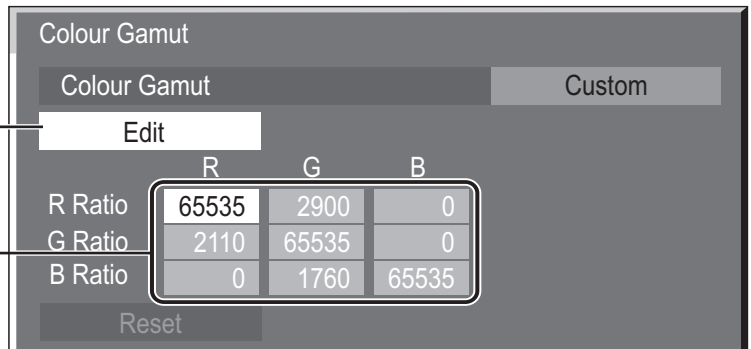 Colour Gamut
Colour Gamut Custom
Edit
R G B
R Ratio 65535 2900 0
G Ratio 2110 65535 0
B Ratio 0 1760 65535
Reset